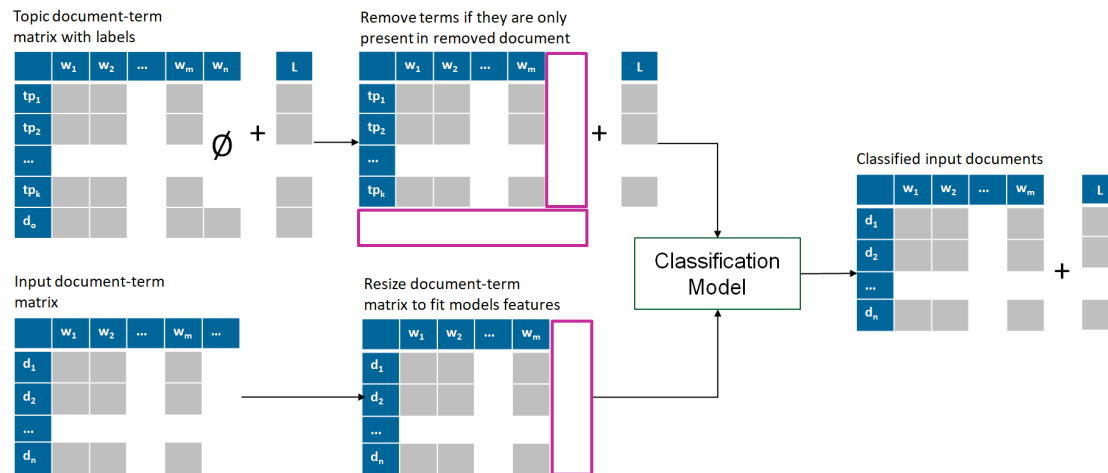 Topic document-term
matrix with labels
w1 w2 ... wm wn L
tp1
tp2
...
tpk
do
∅ +
Remove terms if they are only
present in removed document
w1 w2 ... wm L
tp1
tp2
...
tpk
+
Input document-term
matrix
w1 w2 ... wm ...
d1
d2
...
dn
Resize document-term
matrix to fit models features
w1 w2 ... wm
d1
d2
...
dn
Classification
Model
Classified input documents
w1 w2 ... wm L
d1
d2
...
dn
+